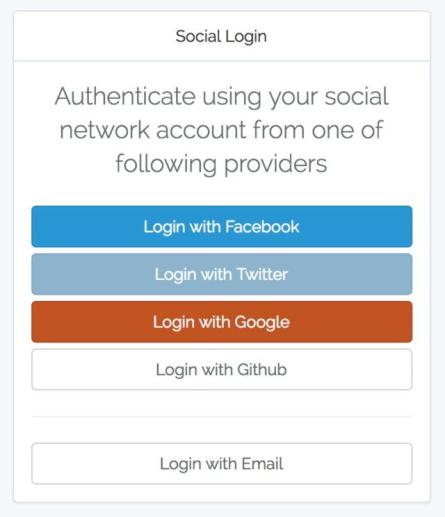 Social Login
Authenticate using your social
network account from one of
following providers
Login with Facebook
Login with Twitter
Login with Google
Login with Github
Login with Email